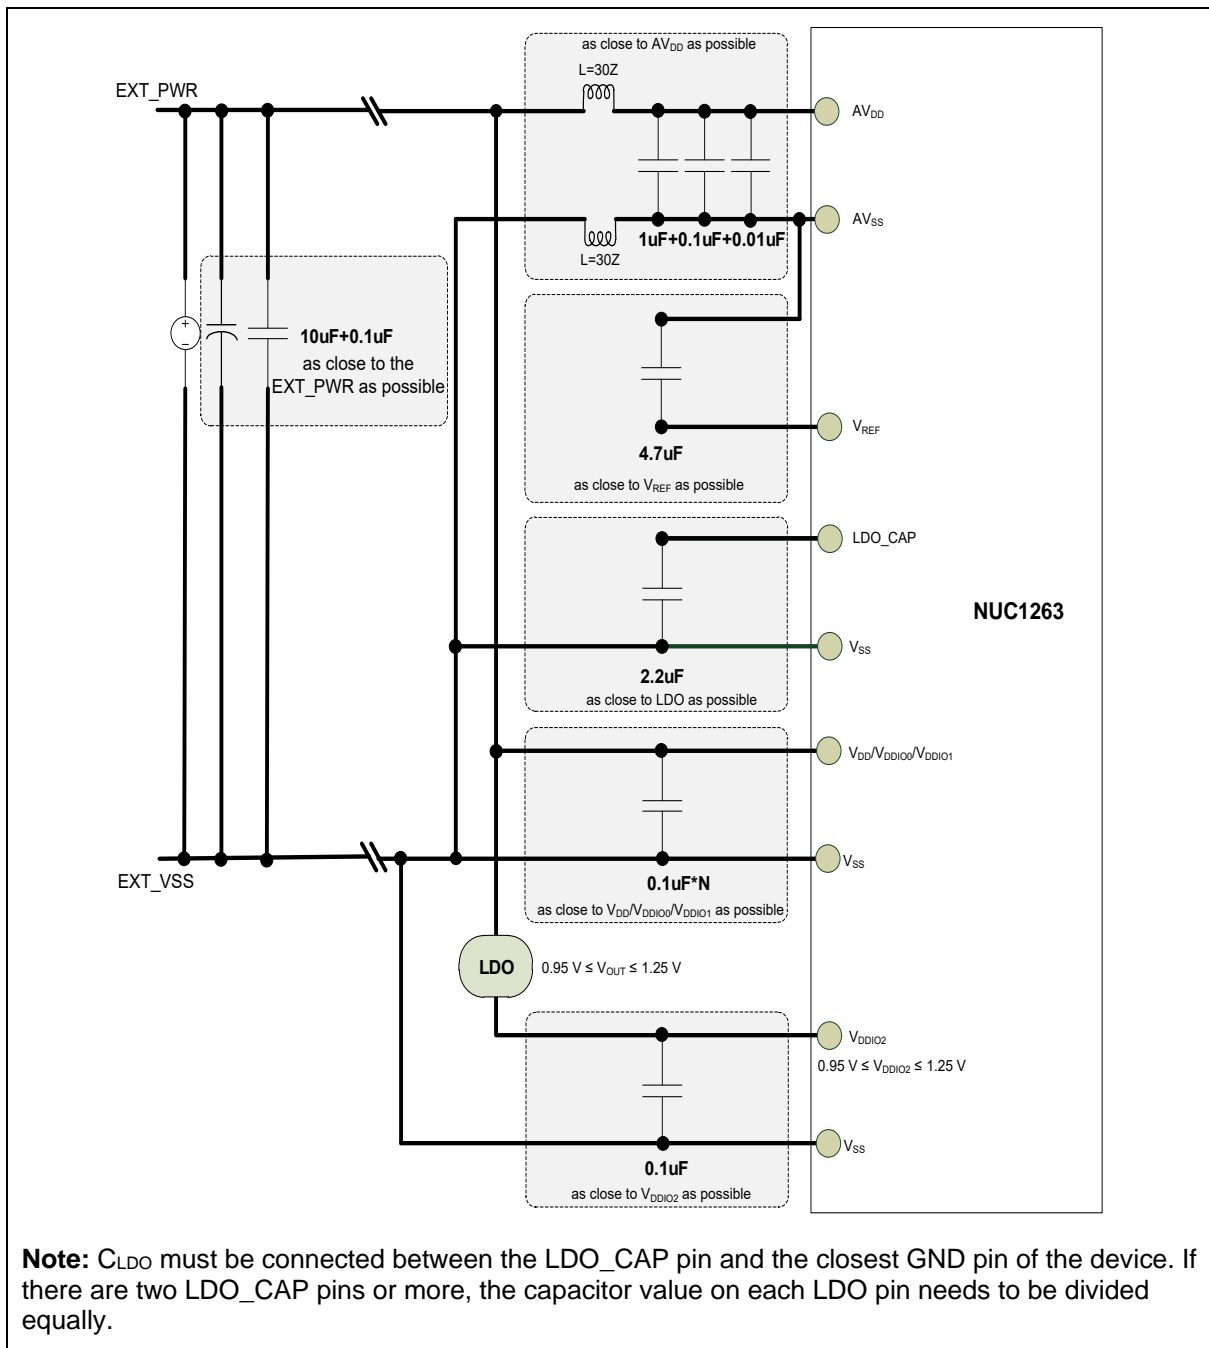 as close to AVDD as possible
L=30Z
EXT_PWR
AVDD
AVSS
1uF+0.1uF+0.01uF
L=30Z
+
−
10uF+0.1uF
as close to the
EXT_PWR as possible
VREF
4.7uF
as close to VREF as possible
LDO_CAP
NUC1263
VSS
2.2uF
as close to LDO as possible
VDD/VDDIO0/VDDIO1
VSS
EXT_VSS
0.1uF*N
as close to VDD/VDDIO0/VDDIO1 as possible
LDO
0.95 V ≤ VOUT ≤ 1.25 V
VDDIO2
0.95 V ≤ VDDIO2 ≤ 1.25 V
VSS
0.1uF
as close to VDDIO2 as possible
Note: CLDO must be connected between the LDO_CAP pin and the closest GND pin of the device. If
there are two LDO_CAP pins or more, the capacitor value on each LDO pin needs to be divided
equally.